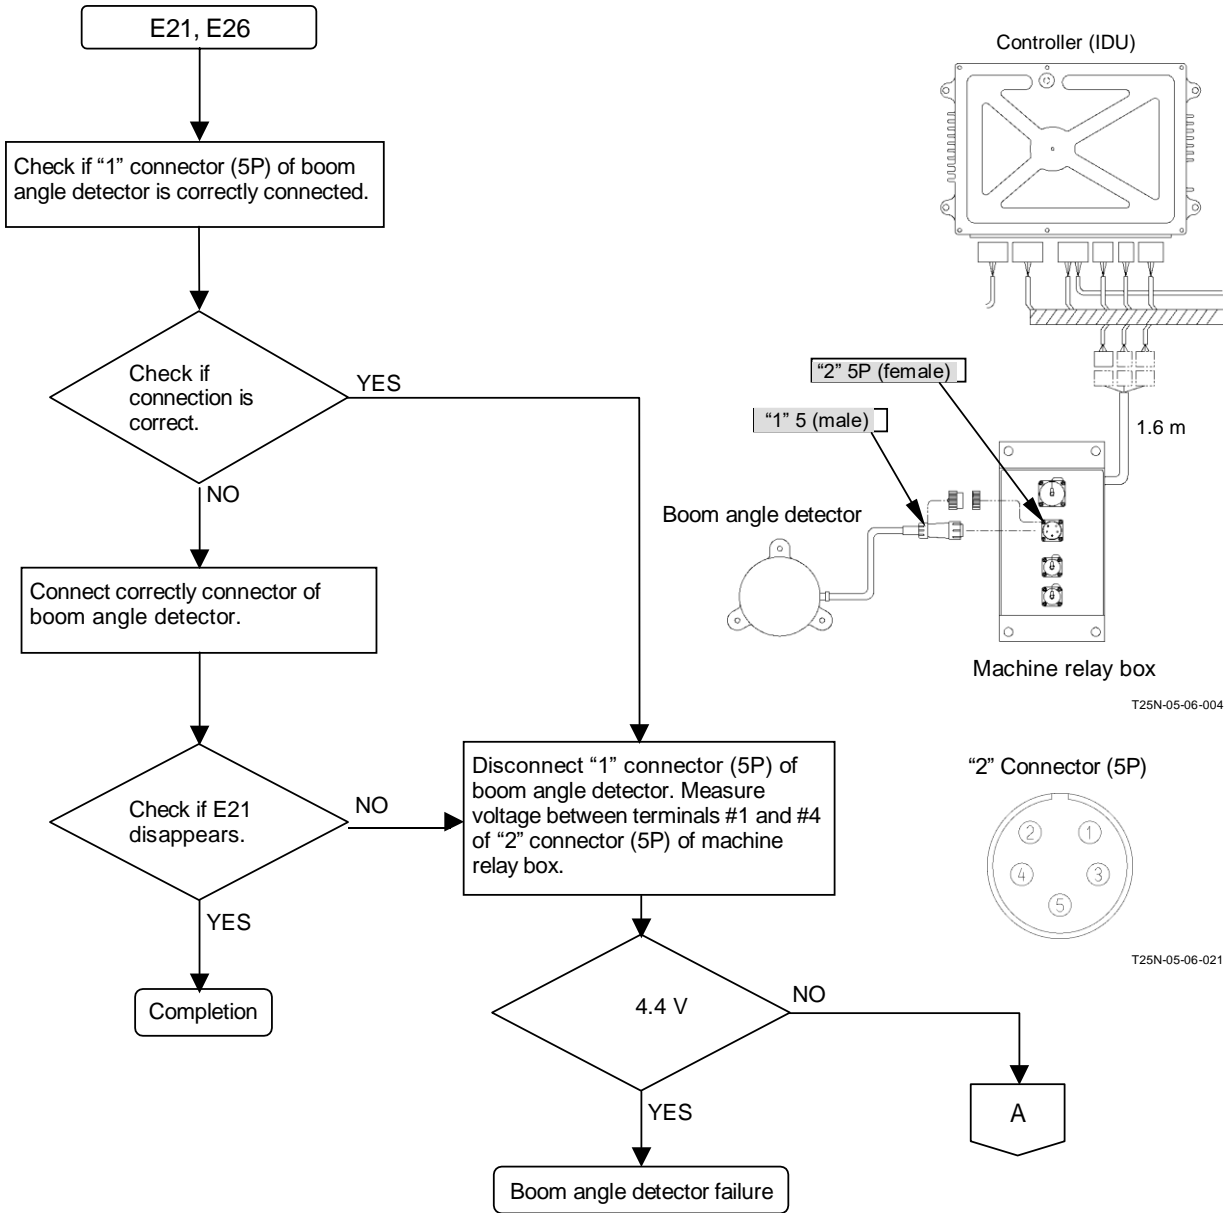 E21, E26
Check if “1” connector (5P) of boom
angle detector is correctly connected.
Check if
connection is
correct.
YES
NO
Connect correctly connector of
boom angle detector.
Check if E21
disappears.
NO
YES
Completion
Disconnect “1” connector (5P) of
boom angle detector. Measure
voltage between terminals #1 and #4
of “2” connector (5P) of machine
relay box.
4.4 V
NO
YES
Boom angle detector failure
A
Controller (IDU)
“2” 5P (female)
“1” 5 (male)
1.6 m
Boom angle detector
Machine relay box
T25N-05-06-004
“2” Connector (5P)
2
1
4
3
5
T25N-05-06-021